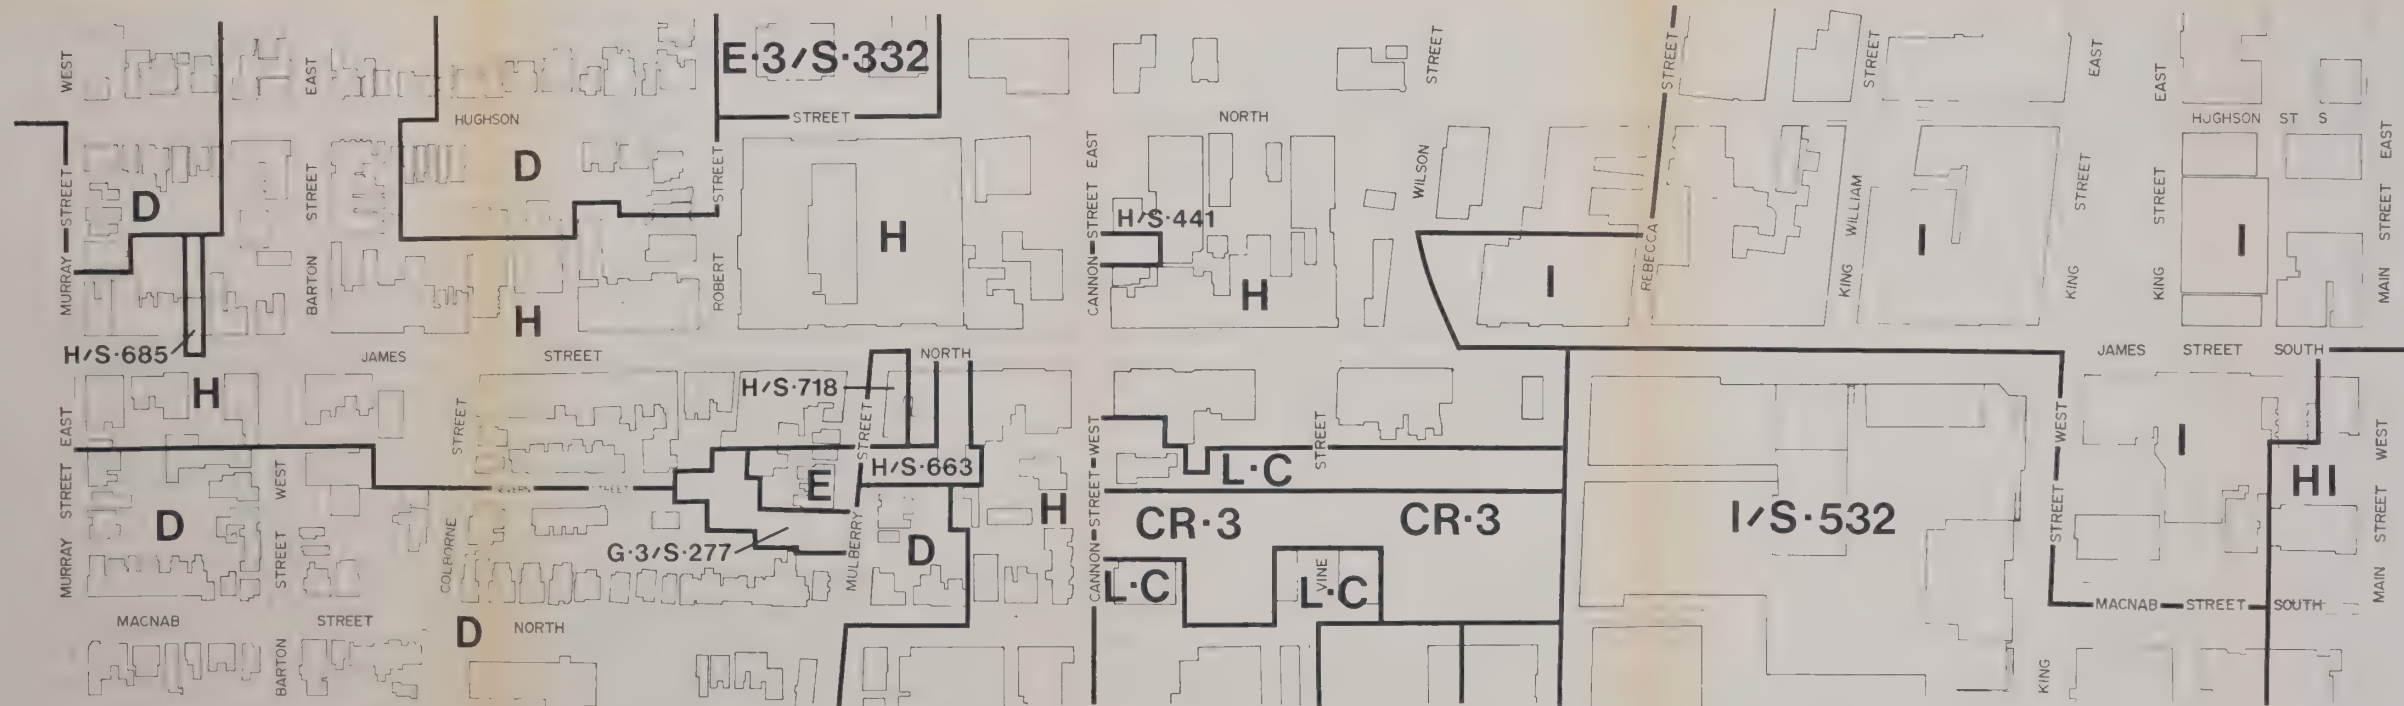 E·3/S·332
WEST
EAST
STREET
STREET
STREET
EAST
EAST
HUGHSON
STREET
NORTH
HUGHSON ST S
D
D
STREET
STREET
STREET
STREET EAST
WILSON
WILLIAM
STREET
STREET
STREET EAST
H/S·441
H
I
I
MURRAY
BARTON
ROBERT
CANNON
H
I
REBECCA
KING
KING
KING
MAIN
H
H/S·685
JAMES
STREET
NORTH
JAMES
STREET
SOUTH
H
H/S·718
STREET
STREET
STREET
WEST
STREET WEST
I
WEST
MURRAY STREET EAST
WEST
H/S·663
L·C
E
HI
D
H
CR·3
CR·3
I/S·532
STREET
STREET
STREET
G·3/S·277
D
COLBORNE
MULBERRY
CANNON
L·C
VINE
L·C
MAIN
MACNAB
STREET
SOUTH
MACNAB
STREET
D
NORTH
BARTON
KING